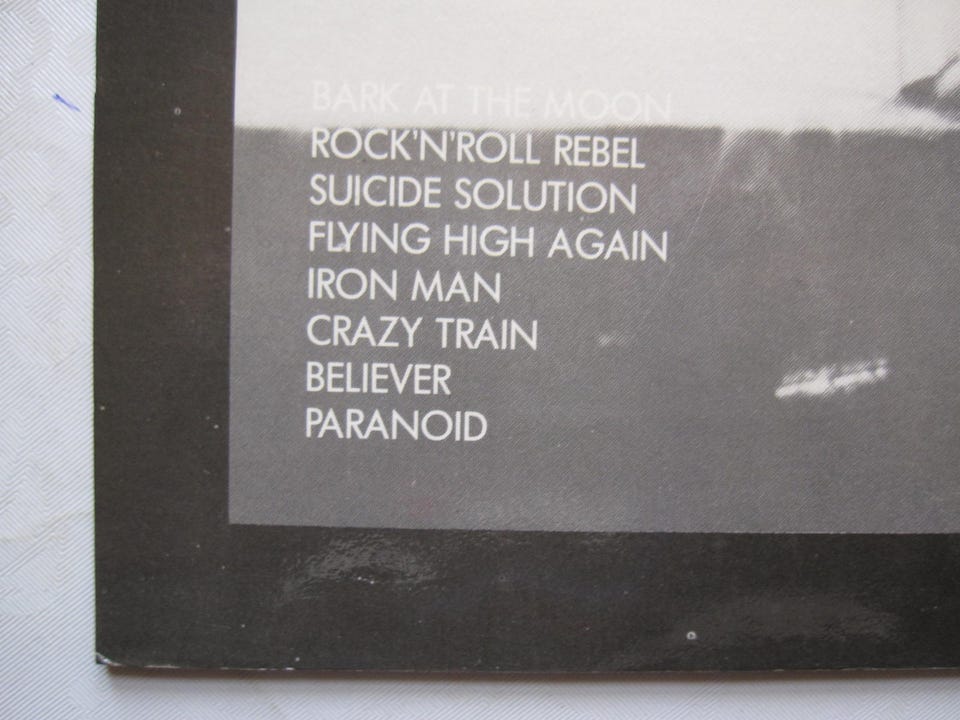 BARK AT THE MOON
ROCK'N'ROLL REBEL
SUICIDE SOLUTION
FLYING HIGH AGAIN
IRON MAN
CRAZY TRAIN
BELIEVER
PARANOID